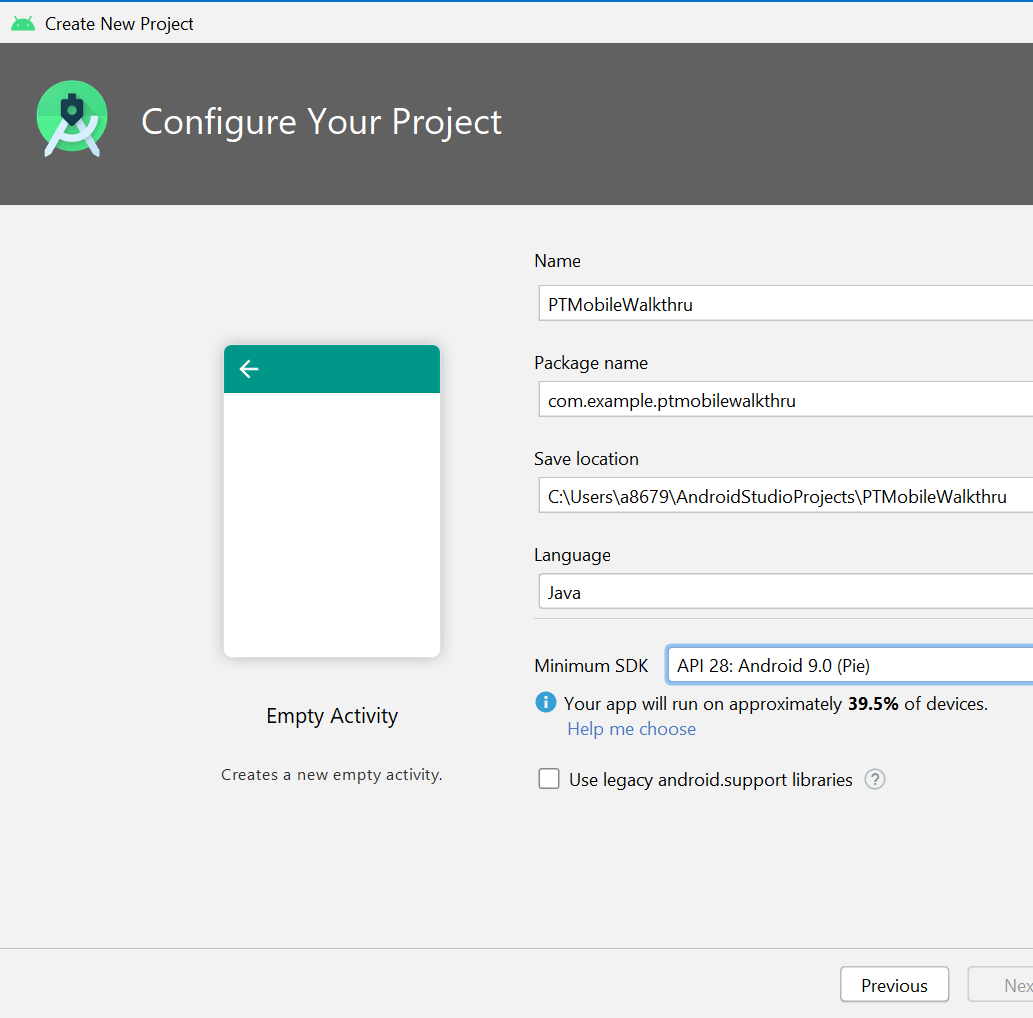 Create New Project
Configure Your Project
Name
PTMobileWalkthru
Package name
com.example.ptmobilewalkthru
Save location
C:\Users\a8679\AndroidStudioProjects\PTMobileWalkthru
Language
Java
Minimum SDK API 28: Android 9.0 (Pie)
Your app will run on approximately 39.5% of devices.
Help me choose
Use legacy android.support libraries ?
Empty Activity
Creates a new empty activity.
Previous Nex